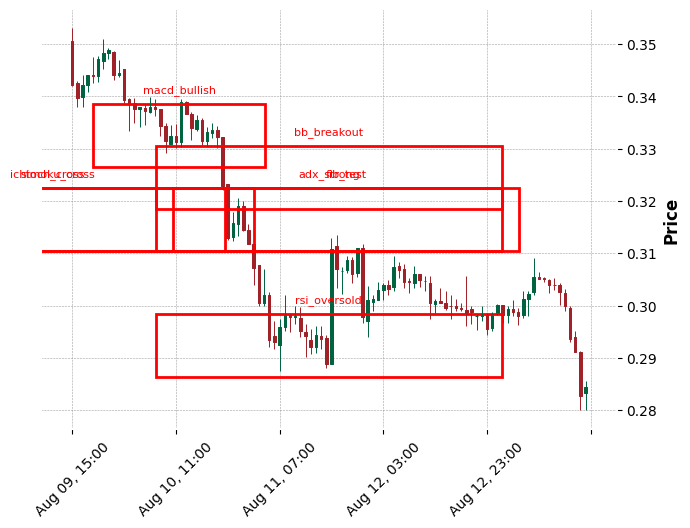 0.35
0.34
0.33
0.32
0.31
0.30
0.29
0.28
Price
macd_bullish
bb_breakout
adx_strong
rsi_oversold
Aug 09, 15:00
Aug 10, 11:00
Aug 11, 07:00
Aug 12, 03:00
Aug 12, 23:00